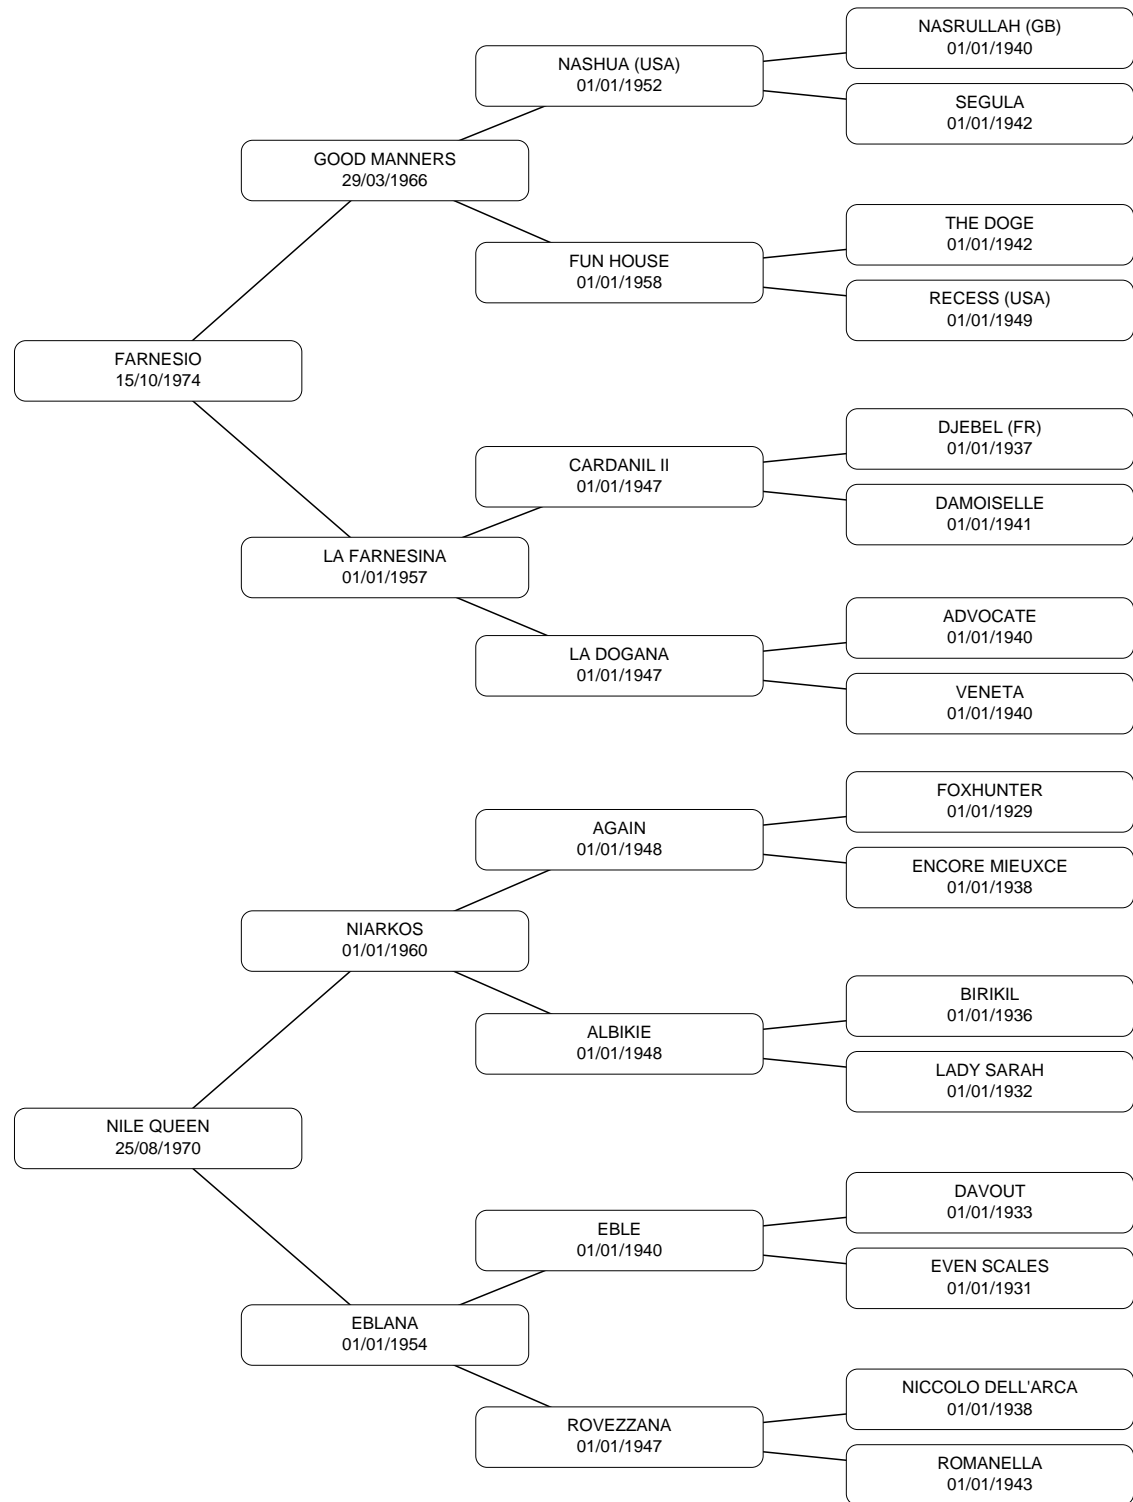 NASRULLAH (GB)
01/01/1940
NASHUA (USA)
01/01/1952
SEGULA
01/01/1942
GOOD MANNERS
29/03/1966
THE DOGE
01/01/1942
FUN HOUSE
01/01/1958
RECESS (USA)
01/01/1949
FARNESIO
15/10/1974
DJEBEL (FR)
01/01/1937
CARDANIL II
01/01/1947
DAMOISELLE
01/01/1941
LA FARNESINA
01/01/1957
ADVOCATE
01/01/1940
LA DOGANA
01/01/1947
VENETA
01/01/1940
FOXHUNTER
01/01/1929
AGAIN
01/01/1948
ENCORE MIEUXCE
01/01/1938
NIARKOS
01/01/1960
BIRIKIL
01/01/1936
ALBIKIE
01/01/1948
LADY SARAH
01/01/1932
NILE QUEEN
25/08/1970
DAVOUT
01/01/1933
EBLE
01/01/1940
EVEN SCALES
01/01/1931
EBLANA
01/01/1954
NICCOLO DELL'ARCA
01/01/1938
ROVEZZANA
01/01/1947
ROMANELLA
01/01/1943